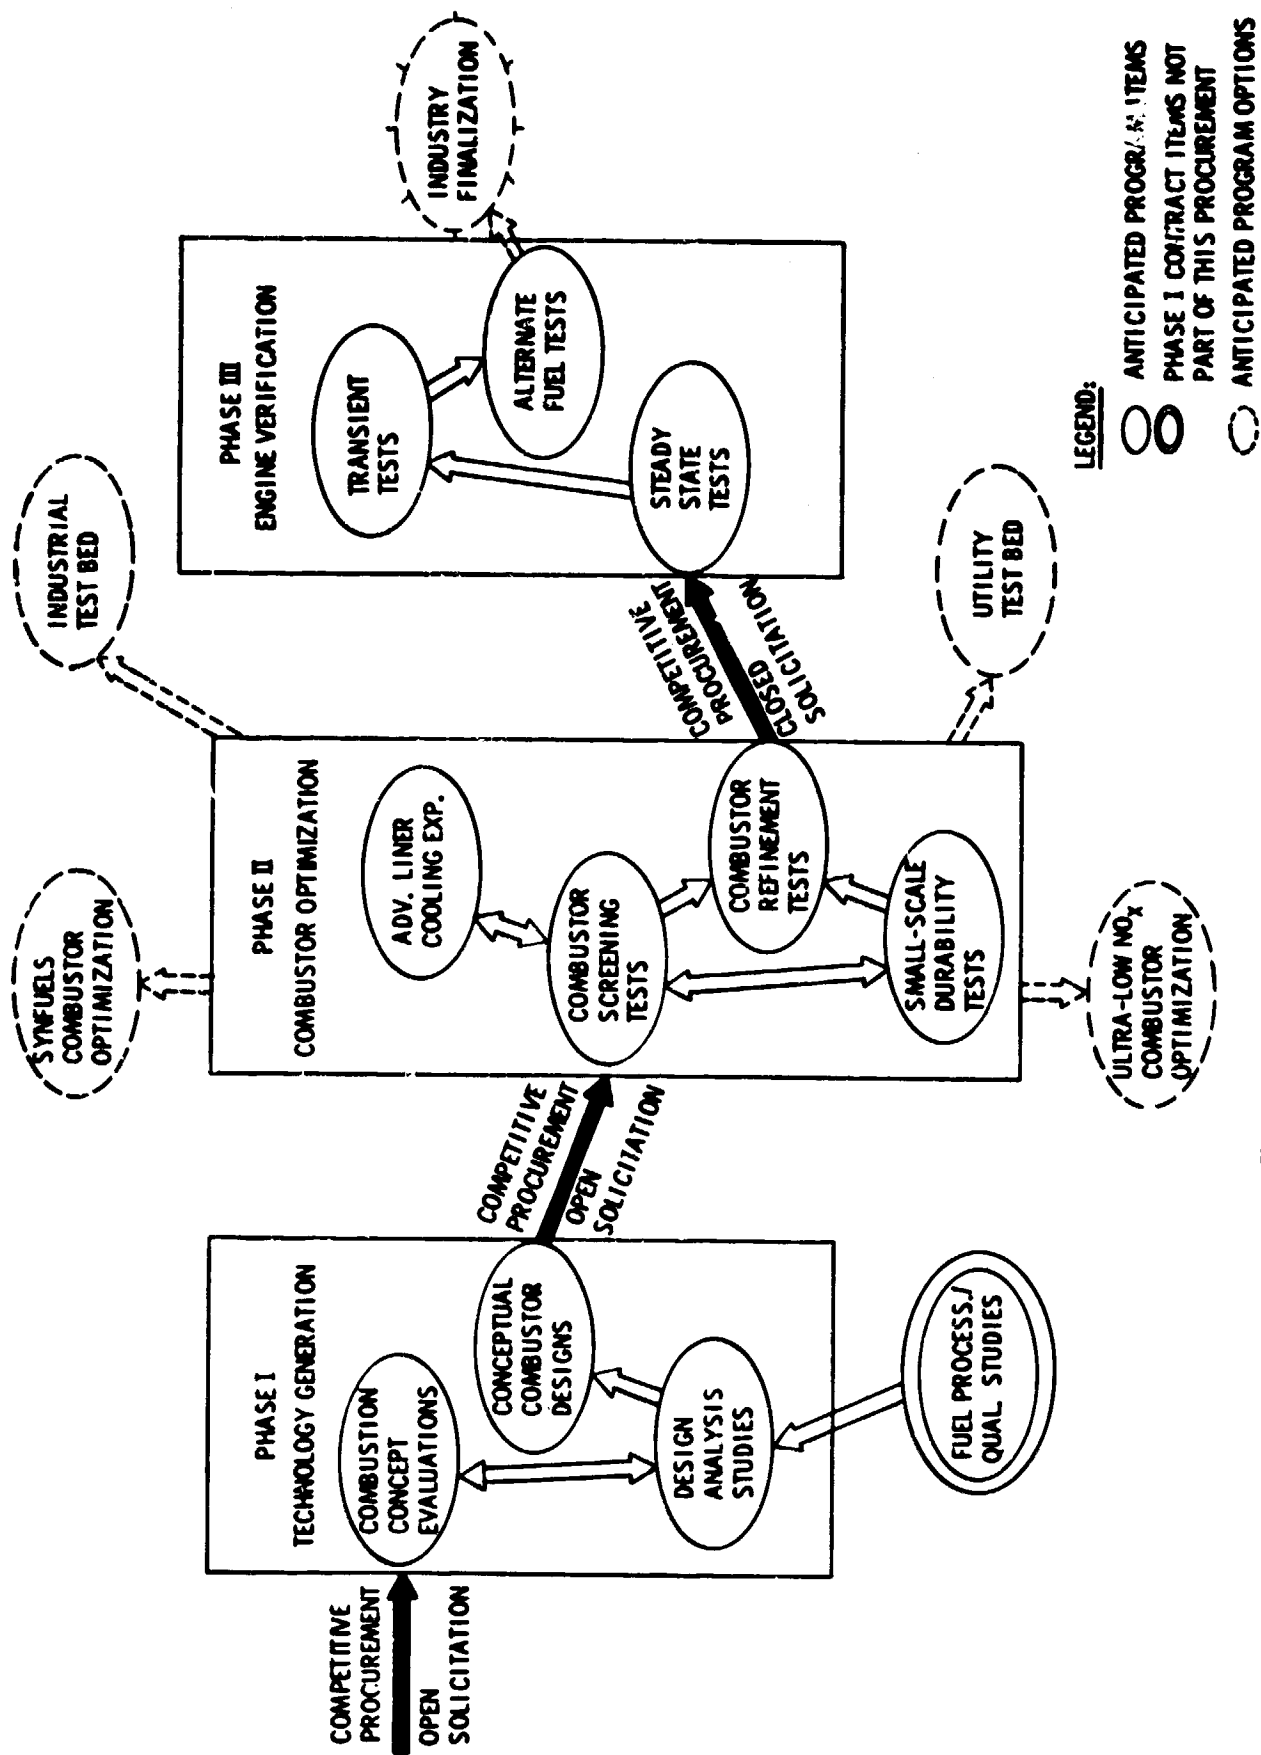 COMPETITIVE
PROCUREMENT
OPEN
SOLICITATION
PHASE I
TECHNOLOGY GENERATION
COMBUSTION
CONCEPT
EVALUATIONS
CONCEPTUAL
COMBUSTOR
DESIGNS
DESIGN
ANALYSIS
STUDIES
FUEL PROCESS./
QUAL STUDIES
COMPETITIVE
PROCUREMENT
OPEN
SOLICITATION
SYNFUELS
COMBUSTOR
OPTIMIZATION
PHASE II
COMBUSTOR OPTIMIZATION
ADV. LINER
COOLING EXP.
COMBUSTOR
SCREENING
TESTS
COMBUSTOR
REFINEMENT
TESTS
SMALL-SCALE
DURABILITY
TESTS
ULTRA-LOW NOx
COMBUSTOR
OPTIMIZATION
INDUSTRIAL
TEST BED
COMPETITIVE
PROCUREMENT
CLOSED
SOLICITATION
UTILITY
TEST BED
PHASE III
ENGINE VERIFICATION
TRANSIENT
TESTS
ALTERNATE
FUEL TESTS
STEADY
STATE
TESTS
INDUSTRY
FINALIZATION
LEGEND:
ANTICIPATED PROGRAM ITEMS
PHASE I CONTRACT ITEMS NOT
PART OF THIS PROCUREMENT
ANTICIPATED PROGRAM OPTIONS